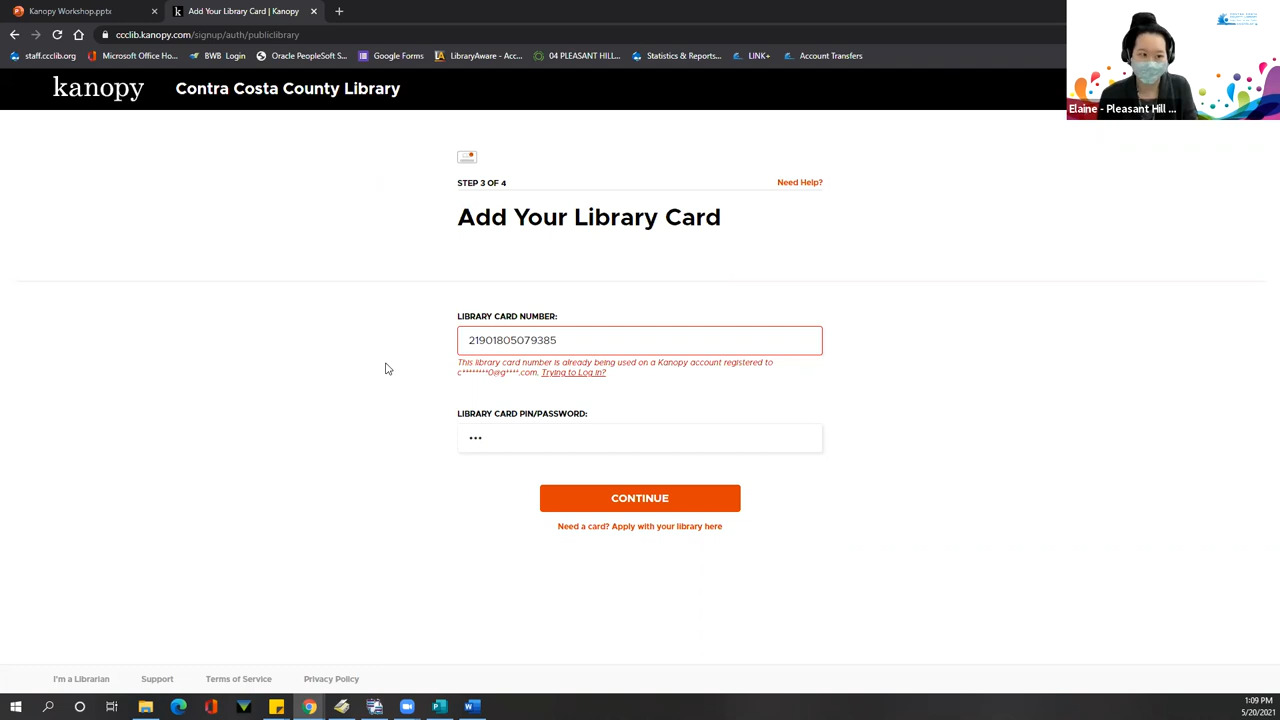 Kanopy Workshop.pptx
Add Your Library Card | Kanopy
ccclib.kanopy.com/signup/auth/publiclibrary
staff.ccclib.org
Microsoft Office Ho...
BWB Login
Oracle PeopleSoft S...
Google Forms
LibraryAware - Acc...
04 PLEASANT HILL...
Statistics & Reports...
LINK+
Account Transfers
kanopy
Contra Costa County Library
Elaine - Pleasant Hill ...
STEP 3 OF 4
Need Help?
Add Your Library Card
LIBRARY CARD NUMBER:
21901805079385
This library card number is already being used on a Kanopy account registered to
c********0@g****.com. Trying to Log in?
LIBRARY CARD PIN/PASSWORD:
•••
CONTINUE
Need a card? Apply with your library here
I'm a Librarian
Support
Terms of Service
Privacy Policy
1:09 PM
5/20/2021